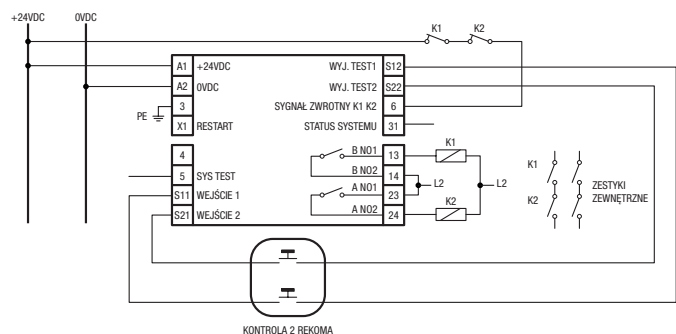 +24VDC 0VDC
K1 K2
A1 +24VDC WYJ. TEST1 S12
A2 0VDC WYJ. TEST2 S22
PE 3 SYGNAŁ ZWROTNY K1 K2 6
X1 RESTART STATUS SYSTEMU 31
4 B NO1 13 K1
5 SYS TEST B NO2 14
S11 WEJŚCIE 1 A NO1 23
S21 WEJŚCIE 2 A NO2 24 K2
L2 L2
K1
K2
ZESTYKI
ZEWNĘTRZNE
KONTROLA 2 REKOMA